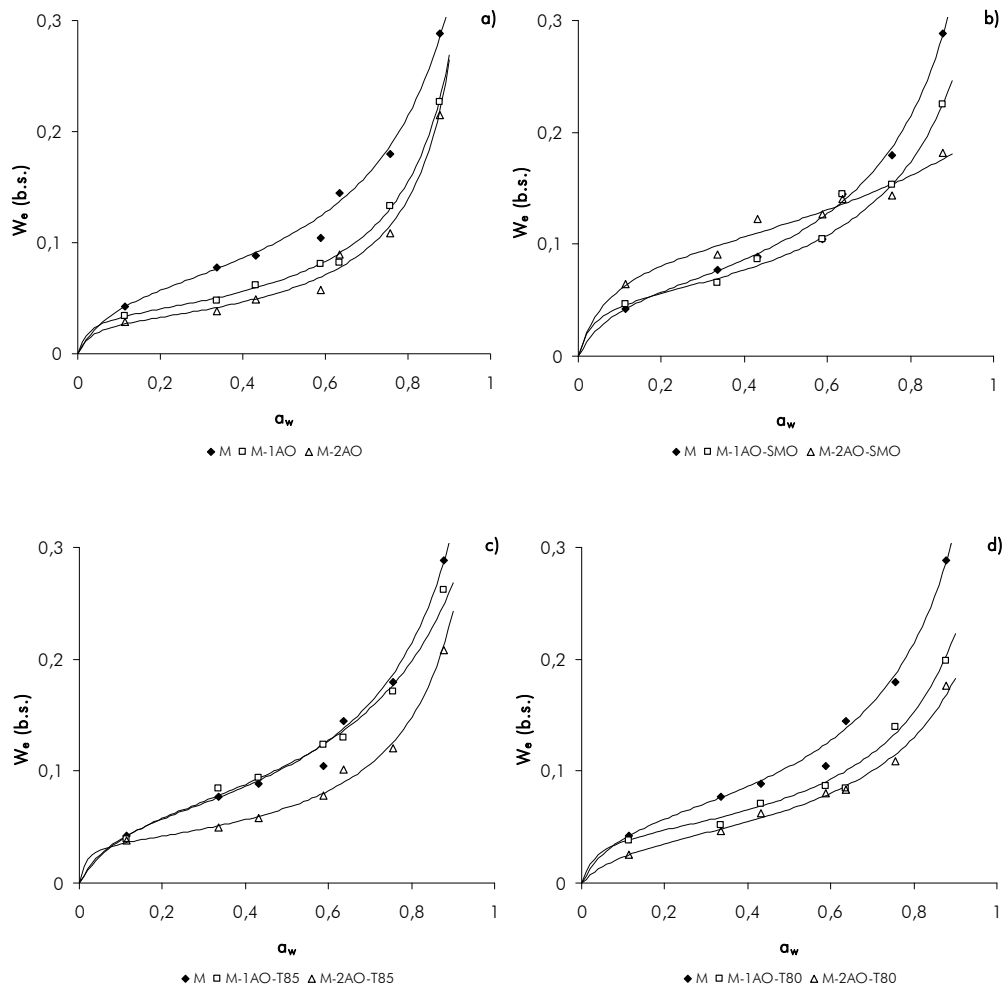 a)
0,3
0,2
0,1
0
Wₑ (b.s.)
0 0,2 0,4 0,6 0,8 1
a_w
M M-1AO M-2AO
b)
0,3
0,2
0,1
0
Wₑ (b.s.)
0 0,2 0,4 0,6 0,8 1
a_w
M M-1AO-SMO M-2AO-SMO
c)
0,3
0,2
0,1
0
Wₑ (b.s.)
0 0,2 0,4 0,6 0,8 1
a_w
M M-1AO-T85 M-2AO-T85
d)
0,3
0,2
0,1
0
Wₑ (b.s.)
0 0,2 0,4 0,6 0,8 1
a_w
M M-1AO-T80 M-2AO-T80